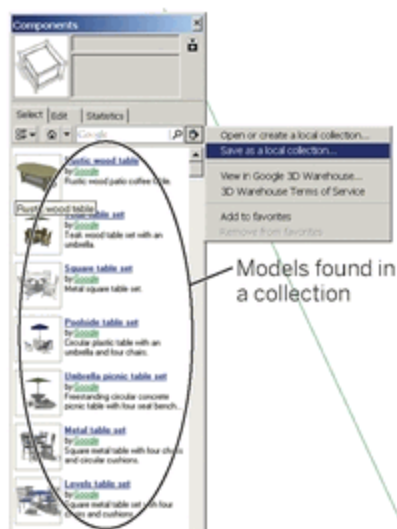 Components
Select
Edit
Statistics
Google
Open or create a local collection...
Save as a local collection...
View in Google 3D Warehouse...
3D Warehouse Terms of Service
Add to favorites
Remove from favorites
Rustic wood table
by Google
Rustic wood patio coffee table.
Rustic wood table
table set
Teak wood table set with an
umbrella.
Square table set
by Google
Metal square table set.
Poolside table set
by Google
Circular plastic table with an
umbrella and four chairs.
Umbrella picnic table set
by Google
Freestanding circular concrete
picnic table with four seat bench...
Metal table set
by Google
Square metal table set with four chairs
and circular cushions.
Levels table set
by Google
Square metal table set with four
chairs and cushions.
Models found in
a collection